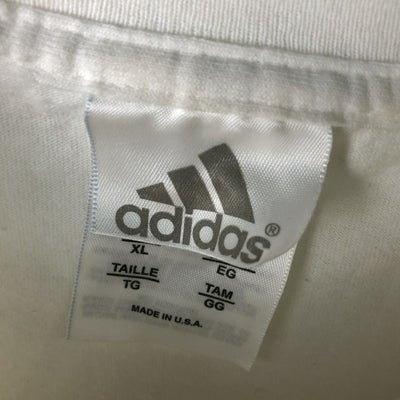 adidas®
XL EG
TAILLE TAM
TG GG
MADE IN U.S.A.